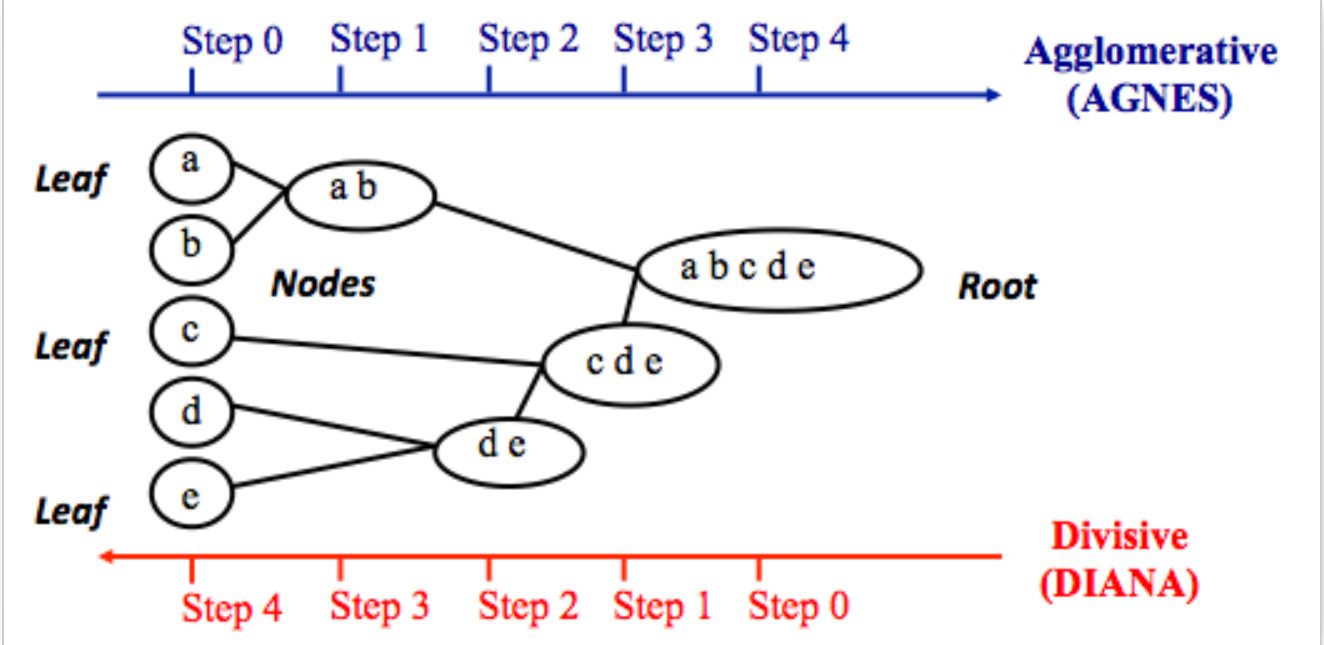 Step 0 Step 1 Step 2 Step 3 Step 4
Agglomerative
(AGNES)
Leaf
a
a b
b
a b c d e
Nodes
Root
c
Leaf
c d e
d
d e
e
Leaf
Divisive
(DIANA)
Step 4 Step 3 Step 2 Step 1 Step 0